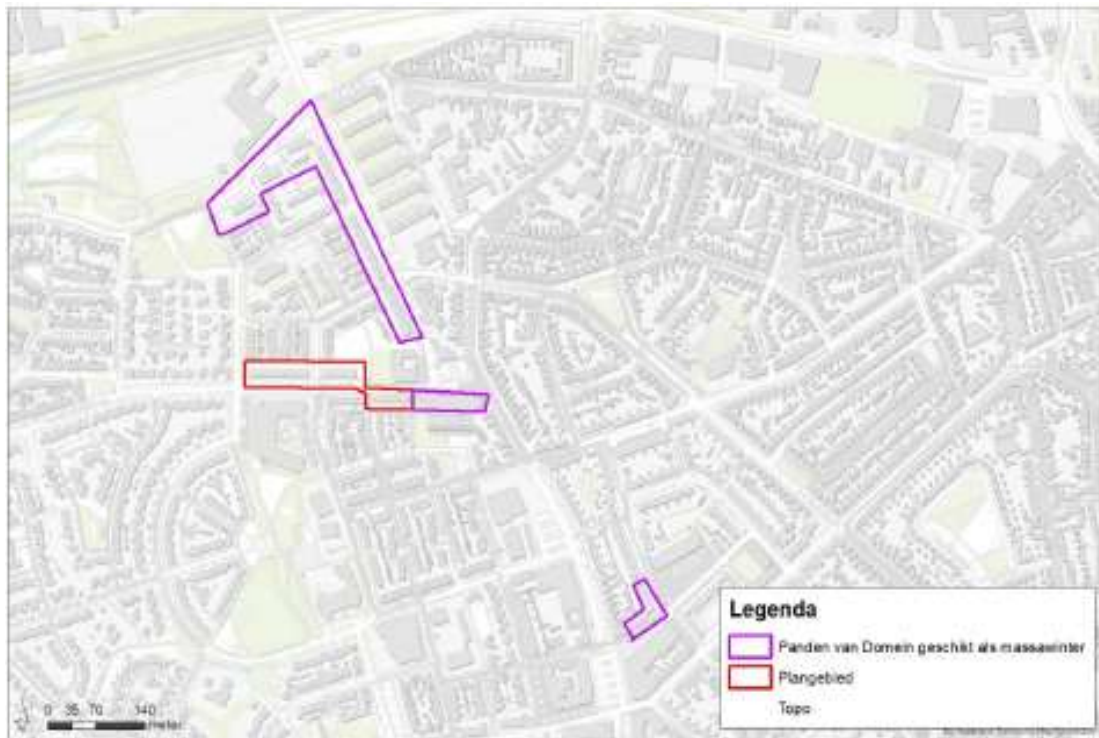 Legenda
Panden van Domein geschikt als massawinter
Plangebied
Topo
0 35 70 140
meter